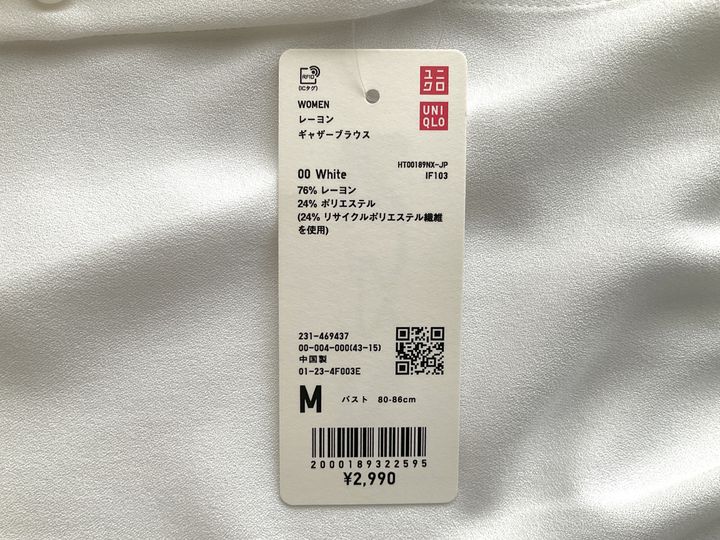 RFID
(ICタグ)
ユニ
クロ
UNI
QLO
WOMEN
レーヨン
ギャザーブラウス
HT00189NX-JP
00 White
IF103
76% レーヨン
24% ポリエステル
(24% リサイクルポリエステル繊維
を使用)
231-469437
00-004-000(43-15)
中国製
01-23-4F003E
M バスト 80-86cm
2000189322595
¥2,990